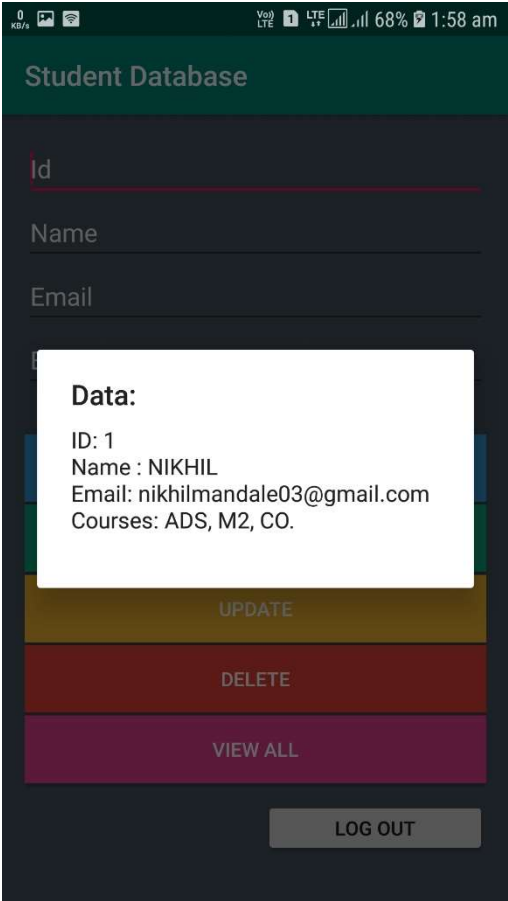 0
KB/s
Vo)) LTE 1 LTE 68% 1:58 am
Student Database
Id
Name
Email
Data:
ID: 1
Name : NIKHIL
Email: nikhilmandale03@gmail.com
Courses: ADS, M2, CO.
UPDATE
DELETE
VIEW ALL
LOG OUT